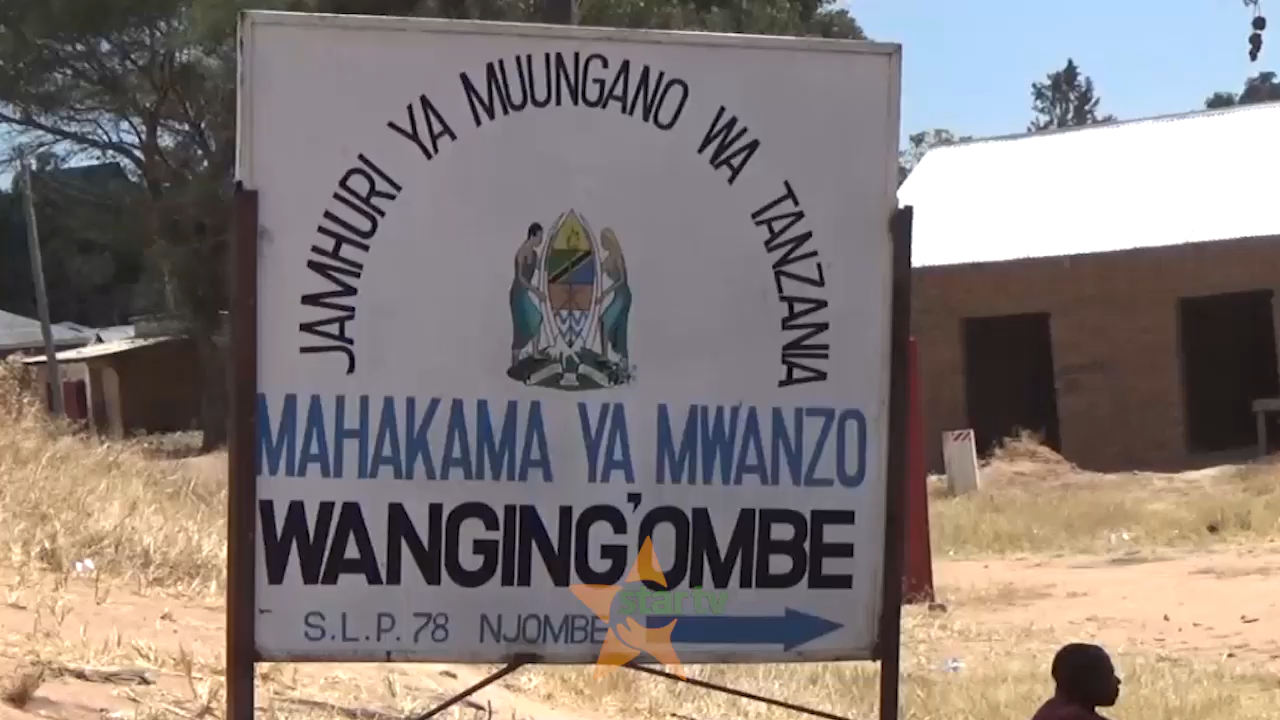 JAMHURI YA MUUNGANO WA TANZANIA
MAHAKAMA YA MWANZO
WANGING'OMBE
S.L.P. 78 NJOMBE
startv